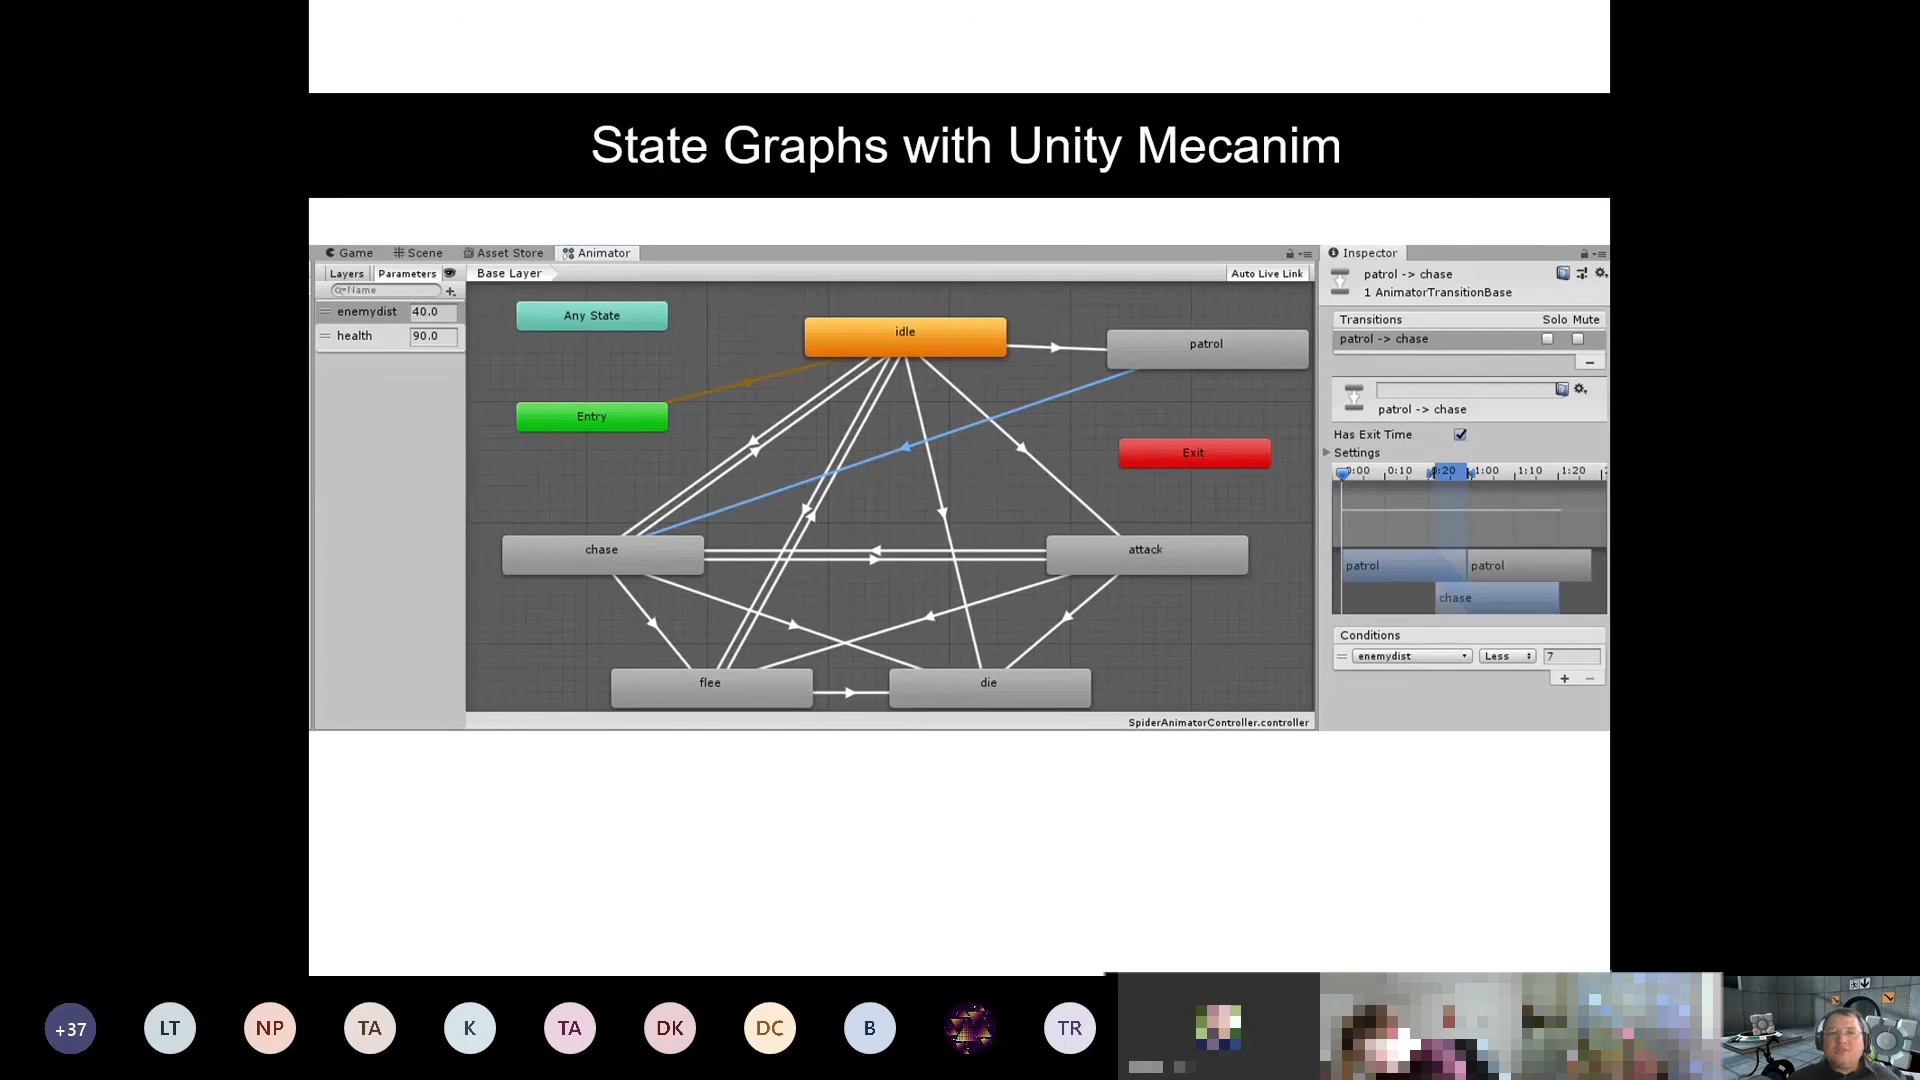 State Graphs with Unity Mecanim
Game Scene Asset Store Animator
Inspector
Layers Parameters
Base Layer
Auto Live Link
patrol -> chase
1 AnimatorTransitionBase
Name
enemydist 40.0
health 90.0
Any State
idle
patrol
Entry
Exit
chase
attack
flee
die
SpiderAnimatorController.controller
Transitions Solo Mute
patrol -> chase
patrol -> chase
Has Exit Time
Settings
0:00 0:10 0:20 1:00 1:10 1:20
patrol patrol
chase
Conditions
enemydist Less 7
+37 LT NP TA K TA DK DC B TR